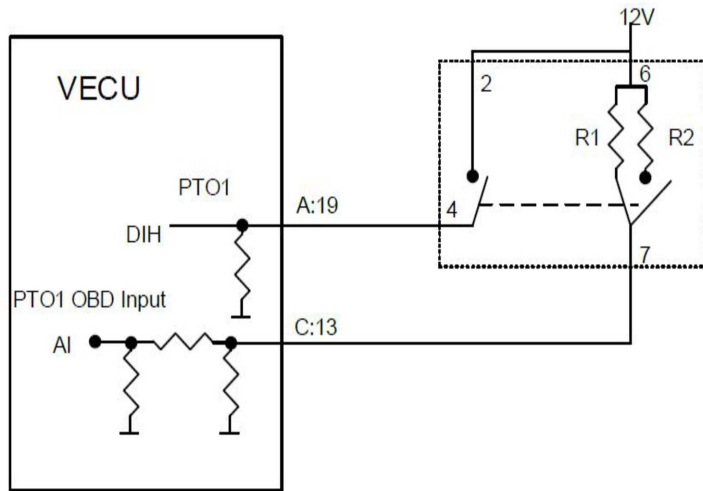 12V
VECU
2
6
R1
R2
PTO1
A:19
4
DIH
7
PTO1 OBD Input
C:13
AI